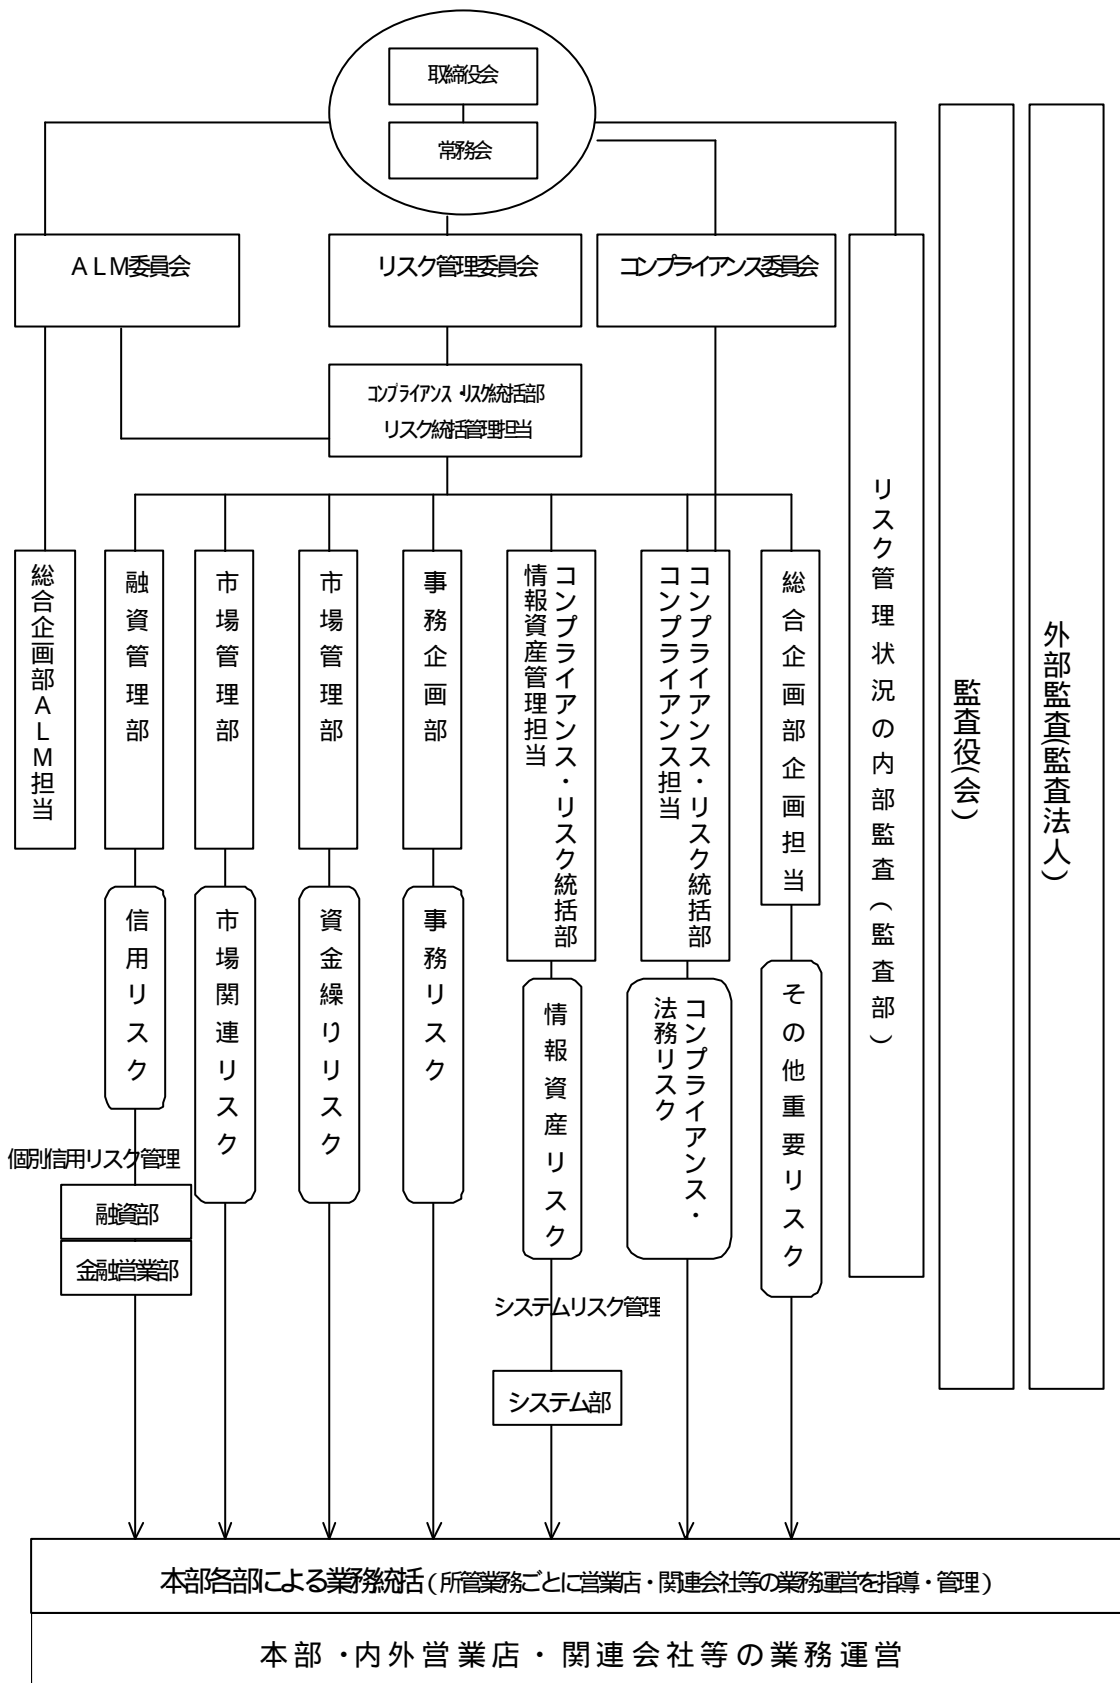 取締役会
常務会
ALM委員会
リスク管理委員会
コンプライアンス委員会
コンプライアンス・リスク統括部
リスク統括管理担当
総合企画部ALM担当
融資管理部
市場管理部
市場管理部
事務企画部
コンプライアンス・リスク統括部
情報資産管理担当
コンプライアンス・リスク統括部
コンプライアンス担当
総合企画部企画担当
リスク管理状況の内部監査(監査部)
監査役(会)
外部監査(監査法人)
信用リスク
市場関連リスク
資金繰りリスク
事務リスク
情報資産リスク
コンプライアンス・
法務リスク
その他重要リスク
個別信用リスク管理
融資部
金融営業部
システムリスク管理
システム部
本部各部による業務統括(所管業務ごとに営業店・関連会社等の業務運営を指導・管理)
本部・内外営業店・関連会社等の業務運営